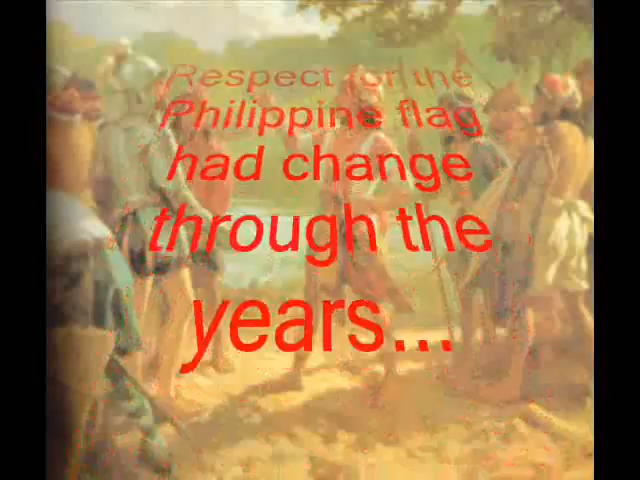 Respect for the
Philippine flag
had change
through the
years...